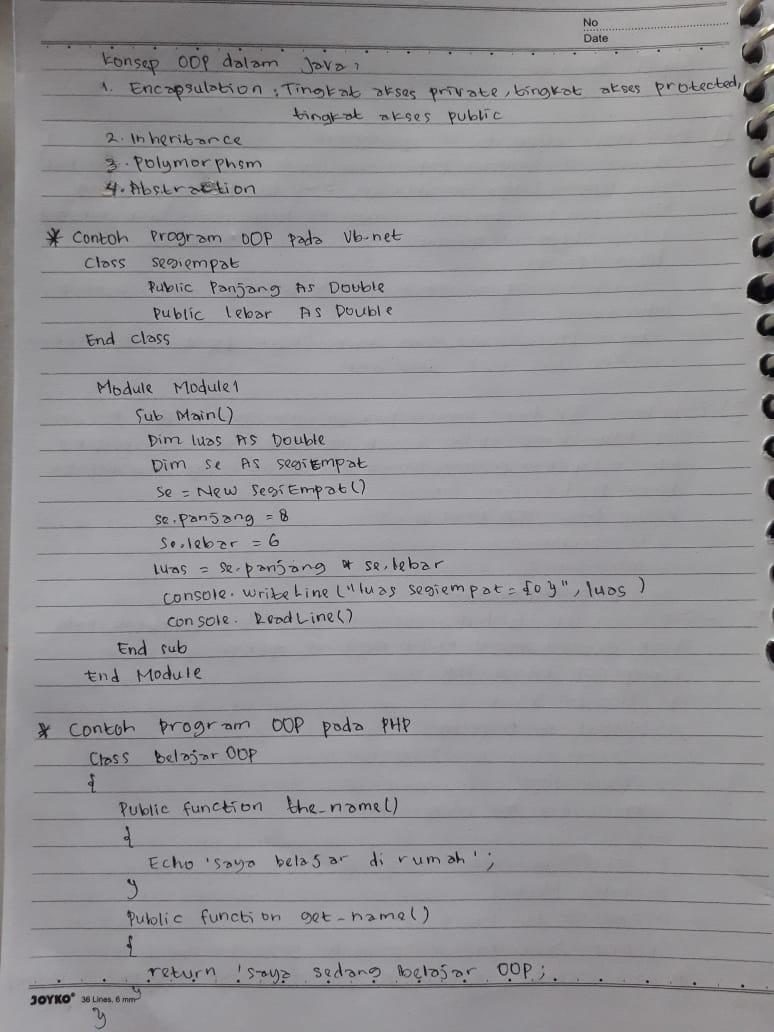 No
Date
Konsep OOP dalam Java,
1. Encapsulation : Tingkat akses private, tingkat akses protected,
tingkat akses public
2. Inheritance
3. Polymorphsm
4. Abstraction
* Contoh Program OOP pada Vb.net
Class segiempat
Public Panjang As Double
Public lebar As Double
End class
Module Module1
Sub Main()
Dim luas As Double
Dim se As segiEmpat
se = New SegiEmpat()
se.panjang = 8
se.lebar = 6
luas = se.panjang * se.lebar
console.writeLine("luas segiempat = {0}", luas)
console.ReadLine()
End sub
End Module
* Contoh Program OOP pada PHP
Class belajar OOP
{
Public function the_name()
{
Echo 'saya belajar di rumah';
}
Public function get_name()
{
return 'saya sedang belajar OOP;
}
JOYKO® 36 Lines, 6 mm
}